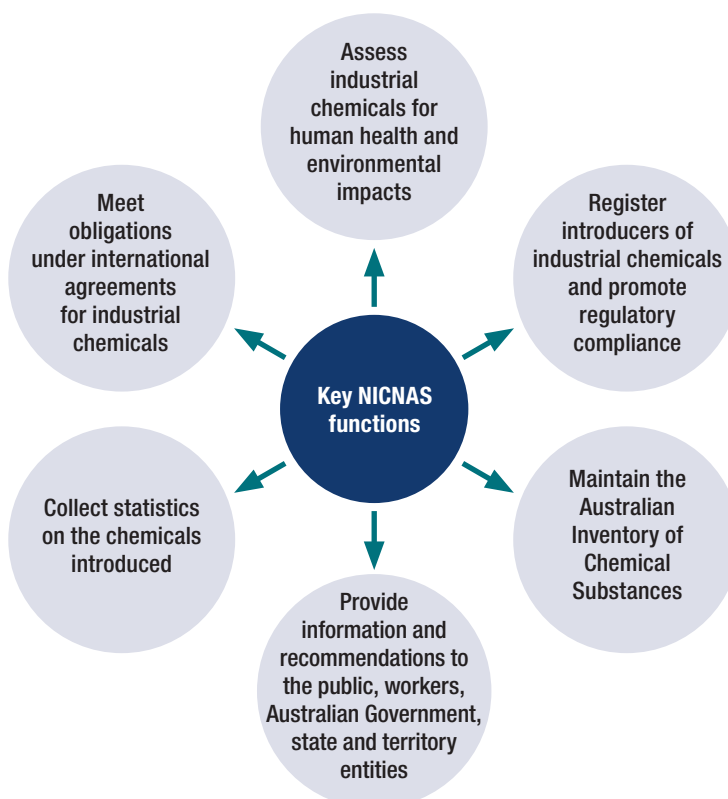 Assess
industrial
chemicals for
human health and
environmental
impacts
Register
introducers of
industrial chemicals
and promote
regulatory
compliance
Maintain the
Australian
Inventory of
Chemical
Substances
Provide
information and
recommendations to
the public, workers,
Australian Government,
state and territory
entities
Collect statistics
on the chemicals
introduced
Meet
obligations
under international
agreements
for industrial
chemicals
Key NICNAS
functions